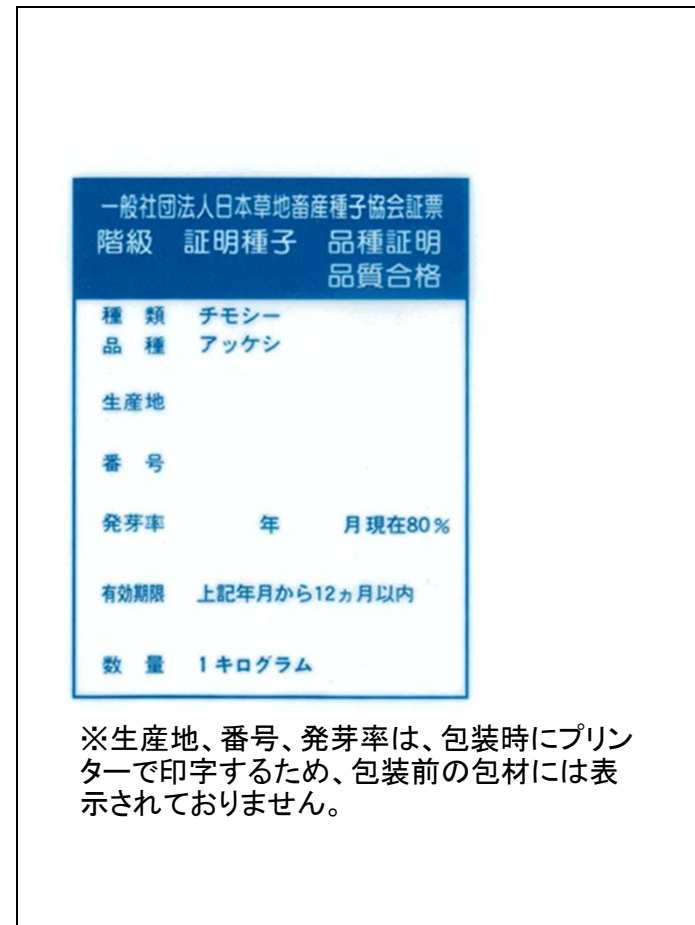 一般社団法人日本草地畜産種子協会証票
階級 証明種子 品種証明
品質合格
種 類 チモシー
品 種 アッケシ
生産地
番 号
発芽率 年 月現在80%
有効期限 上記年月から12ヵ月以内
数 量 1キログラム
※生産地、番号、発芽率は、包装時にプリン
ターで印字するため、包装前の包材には表
示されておりません。